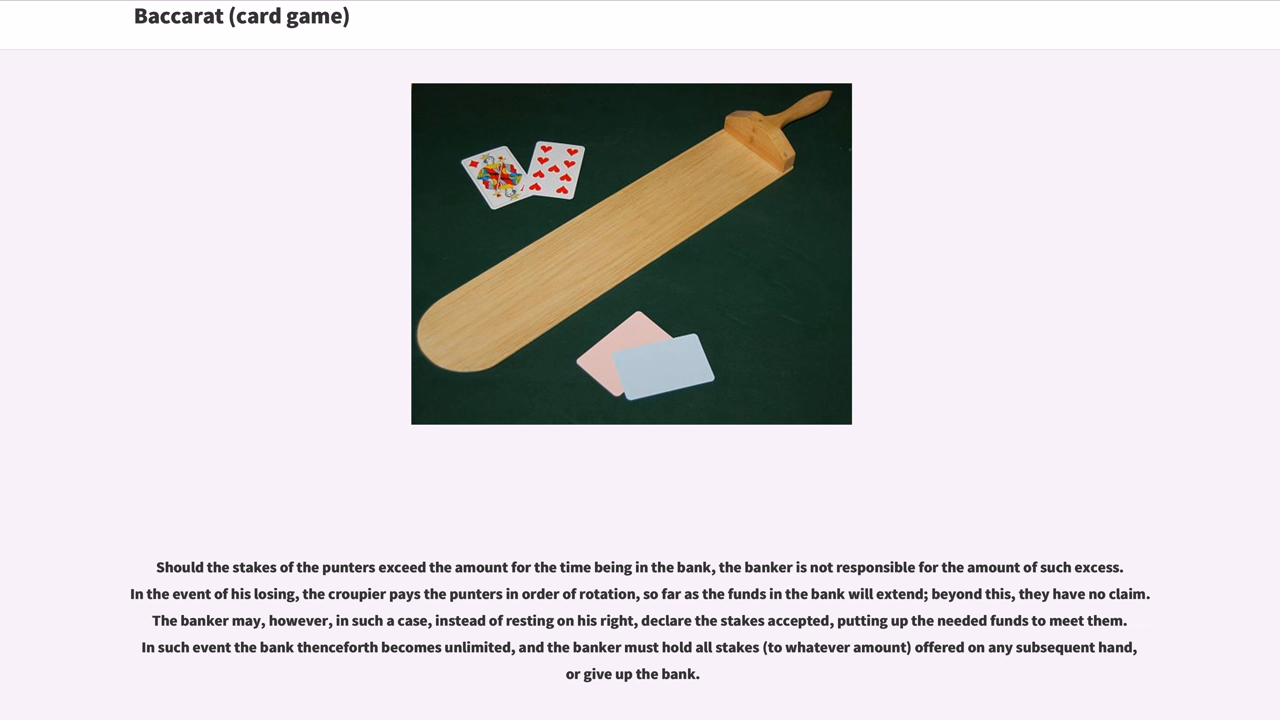 Baccarat (card game)
Should the stakes of the punters exceed the amount for the time being in the bank, the banker is not responsible for the amount of such excess.
In the event of his losing, the croupier pays the punters in order of rotation, so far as the funds in the bank will extend; beyond this, they have no claim.
The banker may, however, in such a case, instead of resting on his right, declare the stakes accepted, putting up the needed funds to meet them.
In such event the bank thenceforth becomes unlimited, and the banker must hold all stakes (to whatever amount) offered on any subsequent hand,
or give up the bank.